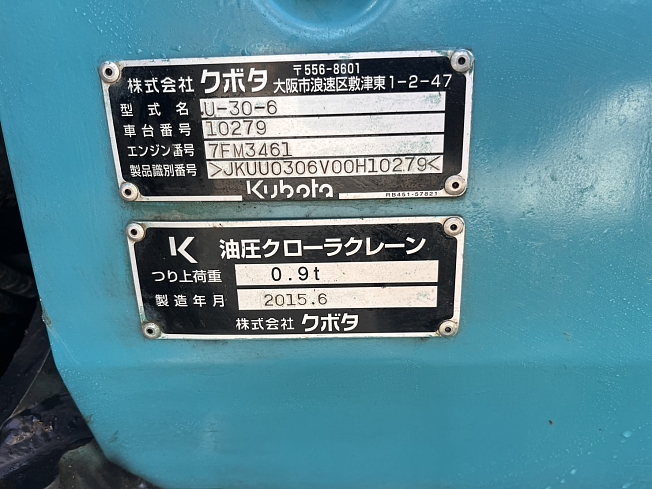 〒556-8601
株式会社 クボタ 大阪市浪速区敷津東1-2-47
型式名 U-30-6
車台番号 10279
エンジン番号 7FM3461
製品識別番号 >JKUU0306V00H10279<
Kubota
RB451-57821
K 油圧クローラクレーン
つり上荷重 0.9t
製造年月 2015.6
株式会社 クボタ